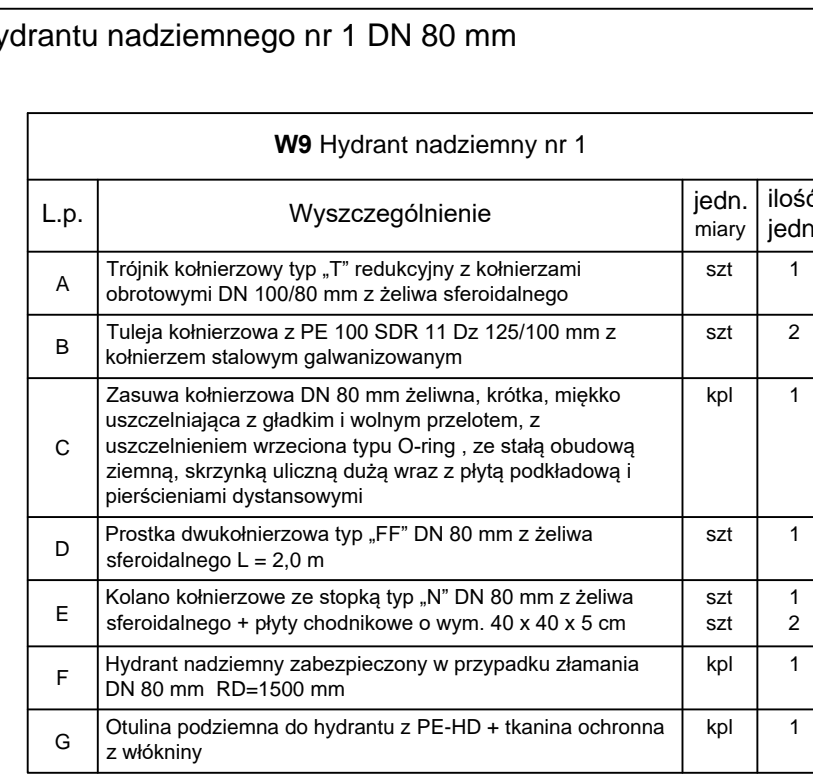 ydrantu nadziemnego nr 1 DN 80 mm
W9 Hydrant nadziemny nr 1
L.p.
Wyszczególnienie
jedn.
miary
ilość
jedn
A
Trójnik kołnierzowy typ „T” redukcyjny z kołnierzami
obrotowymi DN 100/80 mm z żeliwa sferoidalnego
szt
1
B
Tuleja kołnierzowa z PE 100 SDR 11 Dz 125/100 mm z
kołnierzem stalowym galwanizowanym
szt
2
C
Zasuwa kołnierzowa DN 80 mm żeliwna, krótka, miękko
uszczelniająca z gładkim i wolnym przelotem, z
uszczelnieniem wrzeciona typu O-ring , ze stałą obudową
ziemną, skrzynką uliczną dużą wraz z płytą podkładową i
pierścieniami dystansowymi
kpl
1
D
Prostka dwukołnierzowa typ „FF” DN 80 mm z żeliwa
sferoidalnego L = 2,0 m
szt
1
E
Kolano kołnierzowe ze stopką typ „N” DN 80 mm z żeliwa
sferoidalnego + płyty chodnikowe o wym. 40 x 40 x 5 cm
szt
szt
1
2
F
Hydrant nadziemny zabezpieczony w przypadku złamania
DN 80 mm RD=1500 mm
kpl
1
G
Otulina podziemna do hydrantu z PE-HD + tkanina ochronna
z włókniny
kpl
1